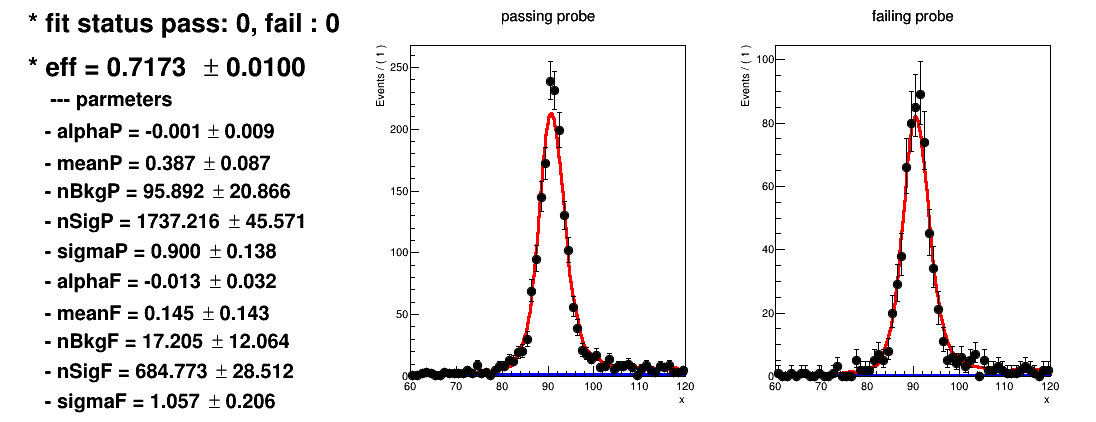 * fit status pass: 0, fail : 0
* eff = 0.7173 ± 0.0100
--- parmeters
- alphaP = -0.001 ± 0.009
- meanP = 0.387 ± 0.087
- nBkgP = 95.892 ± 20.866
- nSigP = 1737.216 ± 45.571
- sigmaP = 0.900 ± 0.138
- alphaF = -0.013 ± 0.032
- meanF = 0.145 ± 0.143
- nBkgF = 17.205 ± 12.064
- nSigF = 684.773 ± 28.512
- sigmaF = 1.057 ± 0.206
passing probe
Events / ( 1 )
250
200
150
100
50
0
60 70 80 90 100 110 120
x
failing probe
Events / ( 1 )
100
80
60
40
20
0
60 70 80 90 100 110 120
x